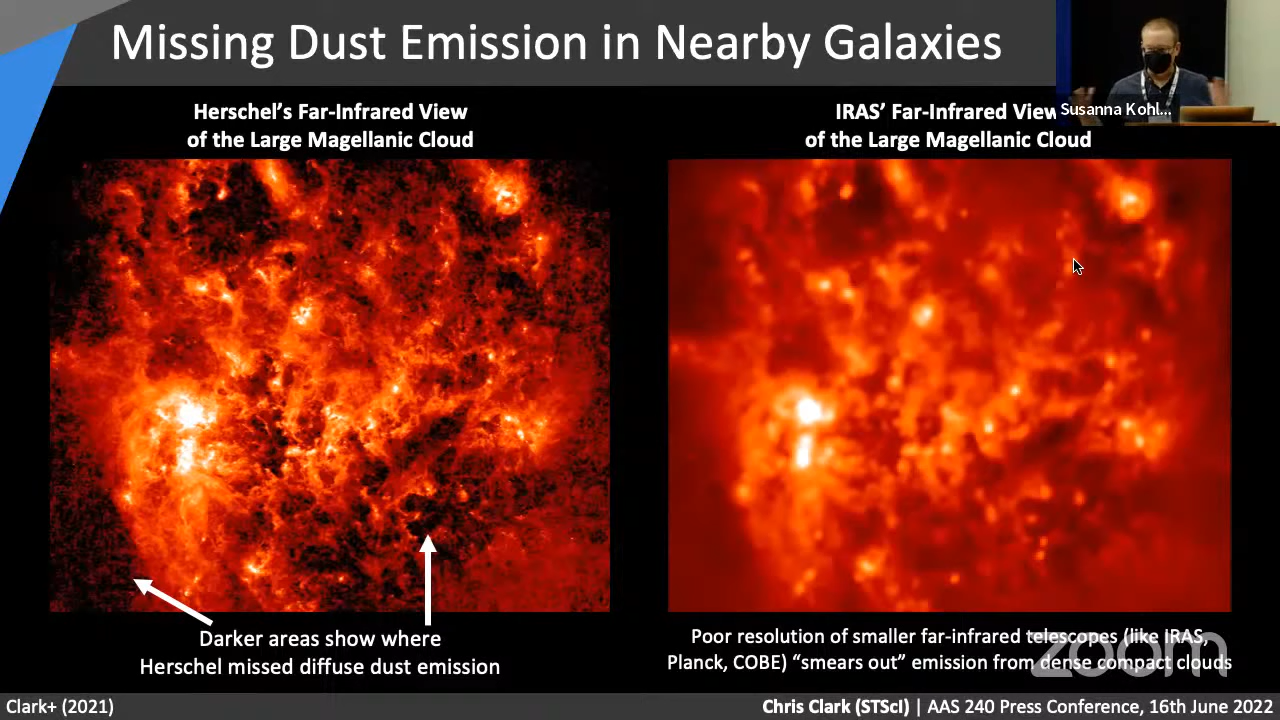 Missing Dust Emission in Nearby Galaxies
Susanna Kohl...
Herschel's Far-Infrared View
of the Large Magellanic Cloud
IRAS' Far-Infrared View
of the Large Magellanic Cloud
Darker areas show where
Herschel missed diffuse dust emission
Poor resolution of smaller far-infrared telescopes (like IRAS,
Planck, COBE) “smears out” emission from dense compact clouds
zoom
Clark+ (2021)
Chris Clark (STScI) | AAS 240 Press Conference, 16th June 2022